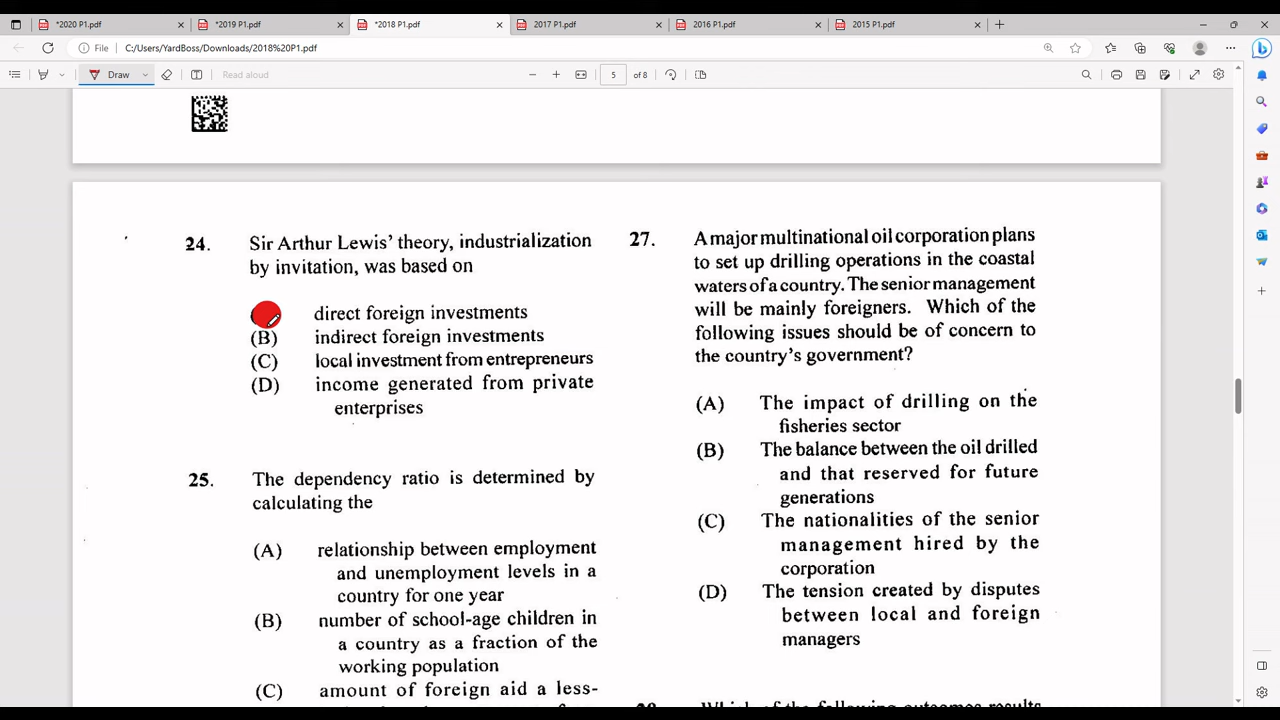 *2020 P1.pdf
*2019 P1.pdf
*2018 P1.pdf
2017 P1.pdf
2016 P1.pdf
2015 P1.pdf
File
C:/Users/YardBoss/Downloads/2018%20P1.pdf
Draw
Read aloud
5
of 8
24.
Sir Arthur Lewis' theory, industrialization
by invitation, was based on
direct foreign investments
(B) indirect foreign investments
(C) local investment from entrepreneurs
(D) income generated from private
enterprises
25.
The dependency ratio is determined by
calculating the
(A) relationship between employment
and unemployment levels in a
country for one year
(B) number of school-age children in
a country as a fraction of the
working population
(C) amount of foreign aid a less-
27.
A major multinational oil corporation plans
to set up drilling operations in the coastal
waters of a country. The senior management
will be mainly foreigners. Which of the
following issues should be of concern to
the country's government?
(A) The impact of drilling on the
fisheries sector
(B) The balance between the oil drilled
and that reserved for future
generations
(C) The nationalities of the senior
management hired by the
corporation
(D) The tension created by disputes
between local and foreign
managers
Which of the following outcomes results